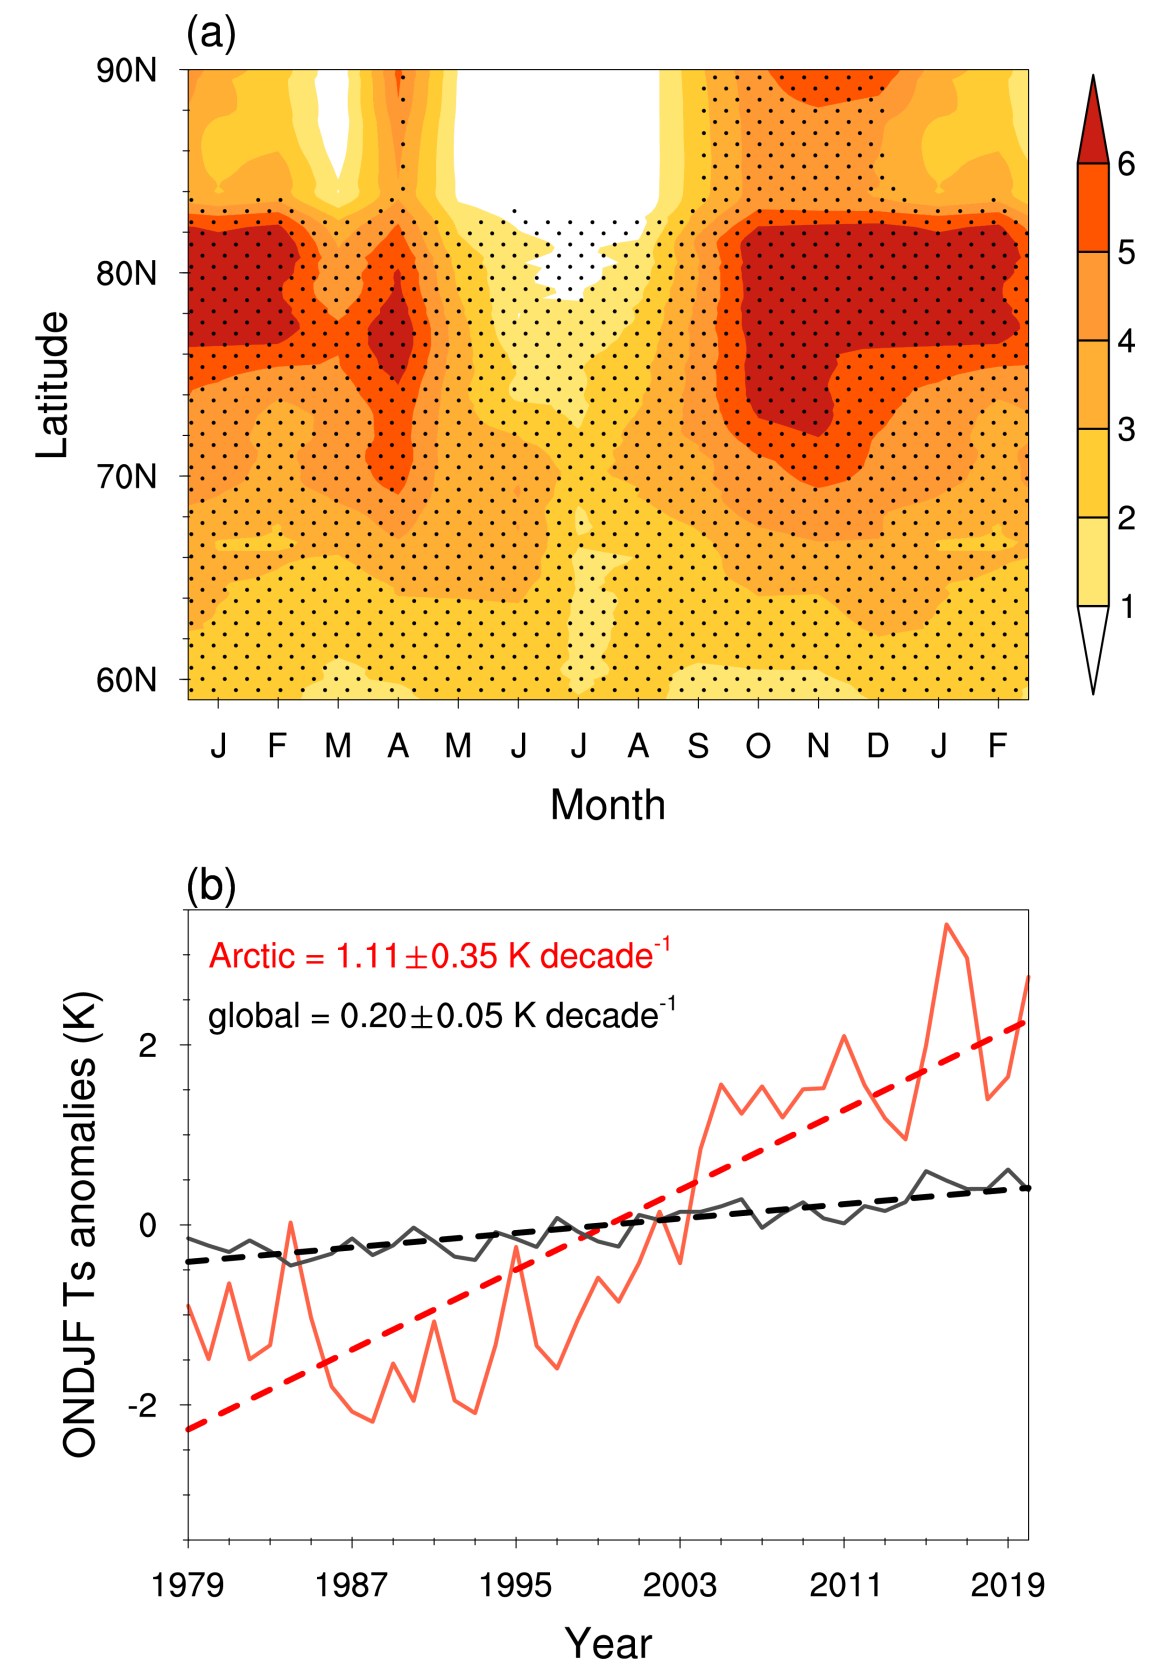 (a)
90N
80N
70N
60N
Latitude
J F M A M J J A S O N D J F
Month
6
5
4
3
2
1
(b)
Arctic = 1.11±0.35 K decade⁻¹
global = 0.20±0.05 K decade⁻¹
2
0
-2
ONDJF Ts anomalies (K)
1979 1987 1995 2003 2011 2019
Year